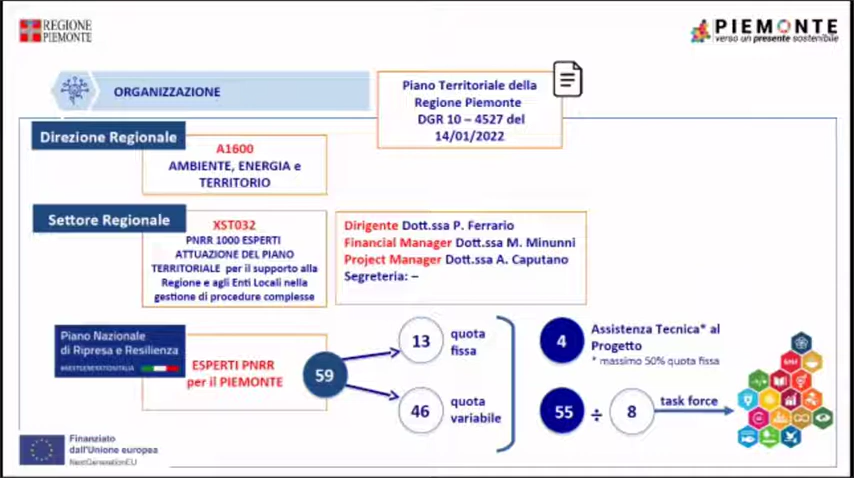 REGIONE
PIEMONTE
PIEMONTE
verso un presente sostenibile
ORGANIZZAZIONE
Piano Territoriale della
Regione Piemonte
DGR 10 – 4527 del
14/01/2022
Direzione Regionale
A1600
AMBIENTE, ENERGIA e
TERRITORIO
Settore Regionale
XST032
PNRR 1000 ESPERTI
ATTUAZIONE DEL PIANO
TERRITORIALE per il supporto alla
Regione e agli Enti Locali nella
gestione di procedure complesse
Dirigente Dott.ssa P. Ferrario
Financial Manager Dott.ssa M. Minunni
Project Manager Dott.ssa A. Caputano
Segreteria: –
Piano Nazionale
di Ripresa e Resilienza
#NEXTGENERATIONITALIA
ESPERTI PNRR
per il PIEMONTE
59
13
quota
fissa
46
quota
variabile
4
Assistenza Tecnica* al
Progetto
* massimo 50% quota fissa
55 ÷ 8
task force
Finanziato
dall'Unione europea
NextGenerationEU